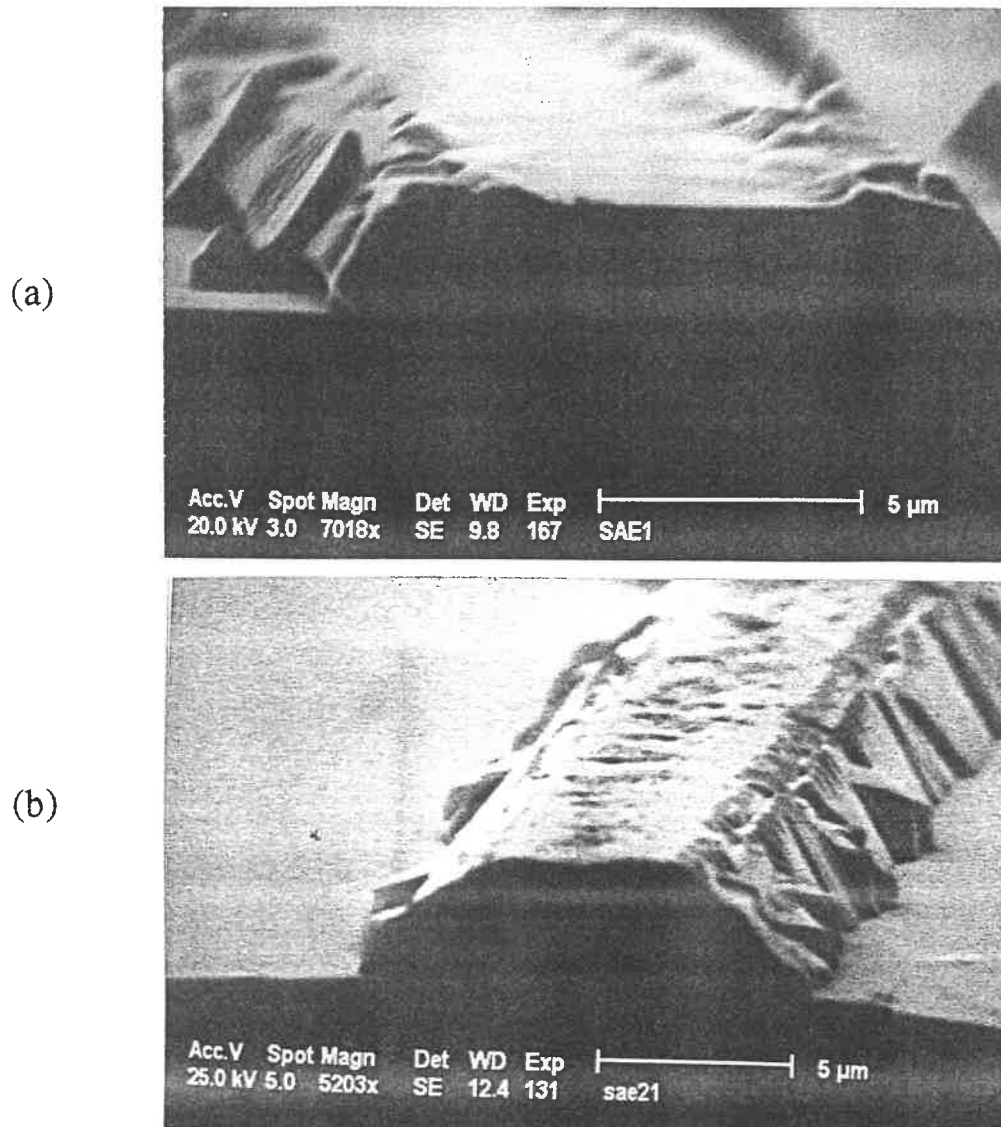 (a)
Acc.V Spot Magn Det WD Exp 5 µm
20.0 kV 3.0 7018x SE 9.8 167 SAE1
(b)
Acc.V Spot Magn Det WD Exp 5 µm
25.0 kV 5.0 5203x SE 12.4 131 sae21